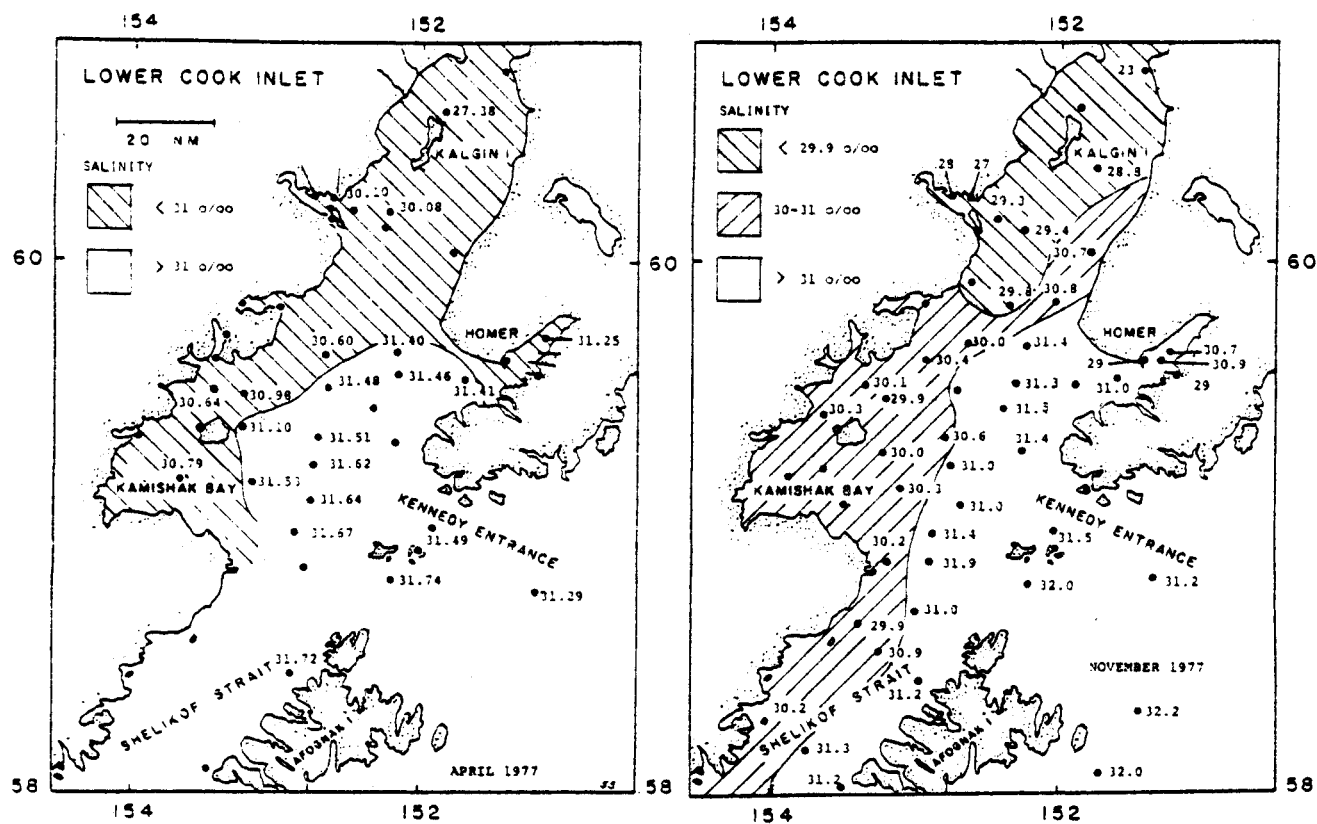 154 152
LOWER COOK INLET
20 NM
SALINITY
< 31 o/oo
> 31 o/oo
60
60
27.38
KALGIN I
30.10
30.08
HOMER
31.25
30.60
31.40
31.48
31.46
31.41
30.64
30.98
31.10
31.51
30.79
31.62
KAMISHAK BAY
31.53
31.64
KENNEDY ENTRANCE
31.67
31.49
31.74
31.29
31.72
SHELIKOF STRAIT
AFOGNAK I
APRIL 1977
58
58
154 152
154 152
LOWER COOK INLET
SALINITY
< 29.9 o/oo
30-31 o/oo
> 31 o/oo
60
23
KALGIN I
28.8
28 27
29.3
29.4
30.7
30.8
HOMER
30.0
31.4
30.7
30.4
29
30.9
30.1
31.3
31.0
29
29.9
30.3
31.4
30.6
30.0
31.0
KAMISHAK BAY
30.3
31.0
KENNEDY ENTRANCE
31.4
31.5
30.2
31.9
32.0
31.2
31.0
29.9
30.9
NOVEMBER 1977
31.2
30.2
32.2
SHELIKOF STRAIT
31.3
AFOGNAK I
31.2
32.0
154 152